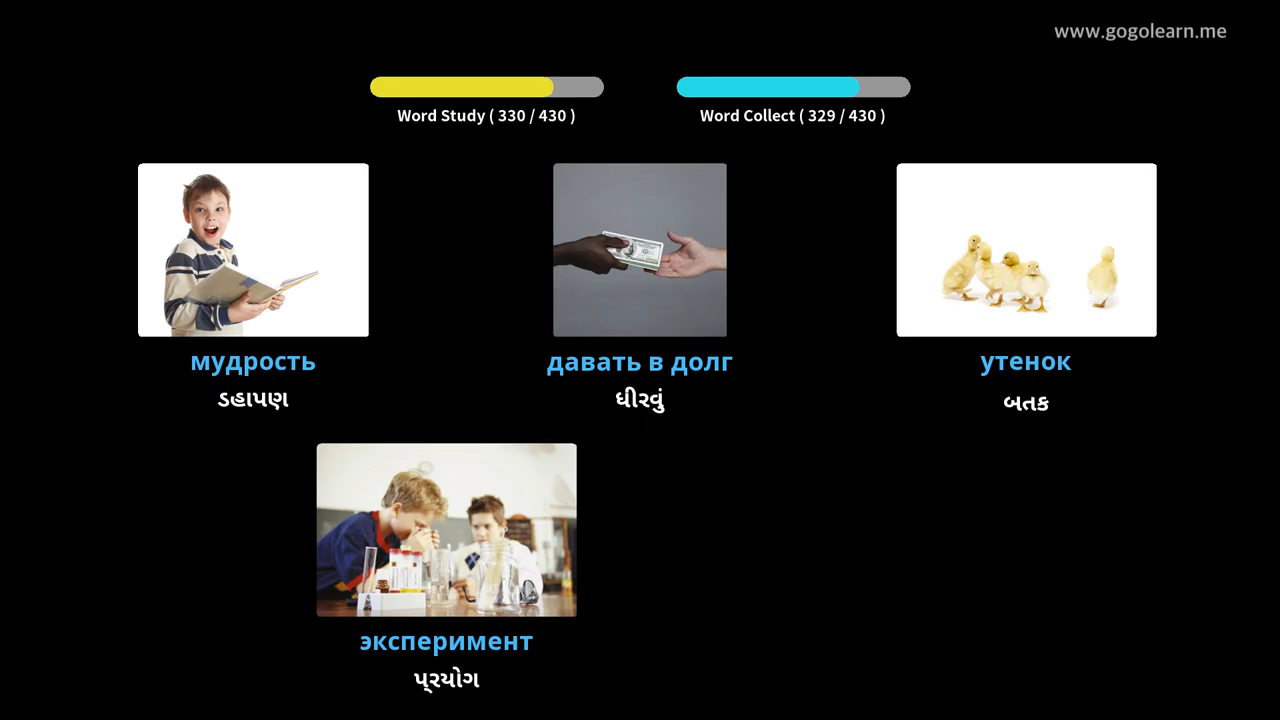 www.gogolearn.me
Word Study ( 330 / 430 )
Word Collect ( 329 / 430 )
мудрость
ડહાપણ
давать в долг
ધીરવું
утенок
બતક
эксперимент
પ્રયોગ